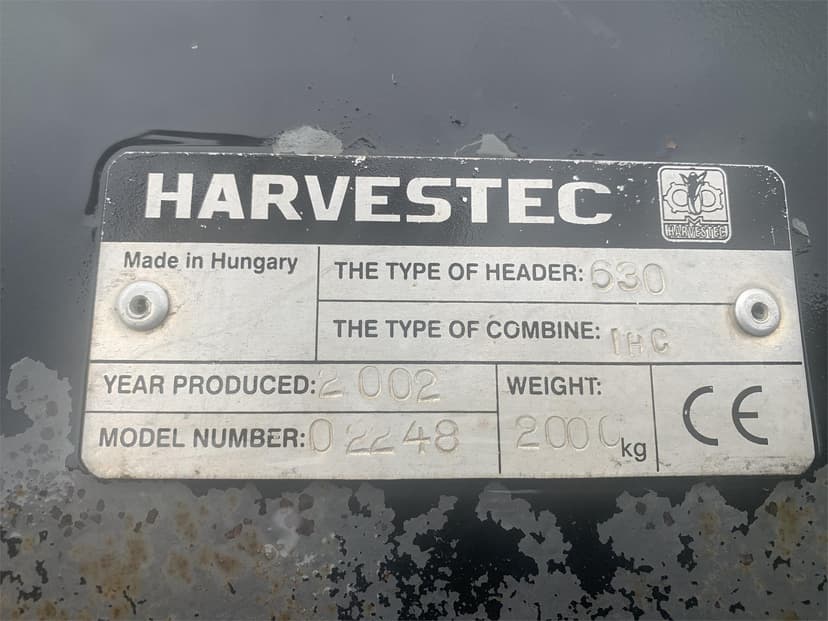 HARVESTEC
HARVESTEC
Made in Hungary
THE TYPE OF HEADER: 630
THE TYPE OF COMBINE: IHC
YEAR PRODUCED: 2002
WEIGHT: 2000 kg
MODEL NUMBER: 02248
CE